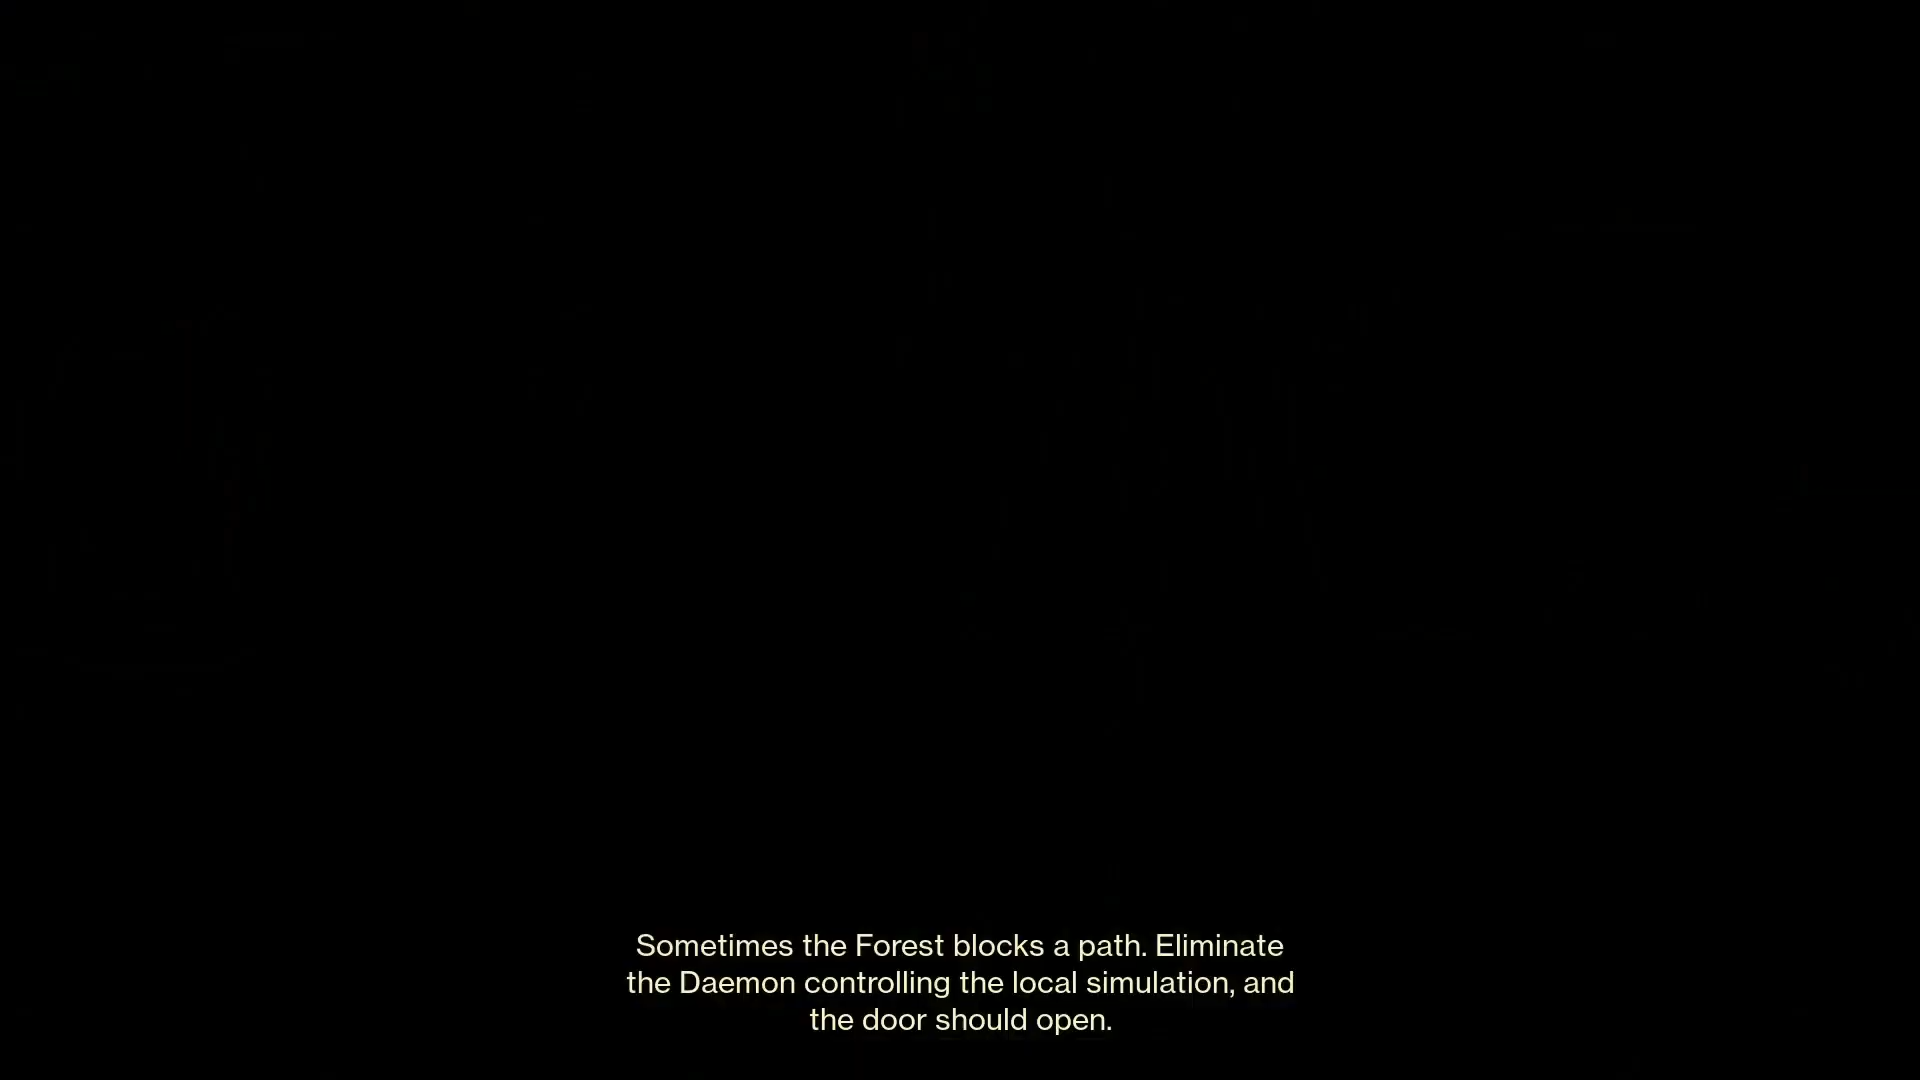 Sometimes the Forest blocks a path. Eliminate
the Daemon controlling the local simulation, and
the door should open.